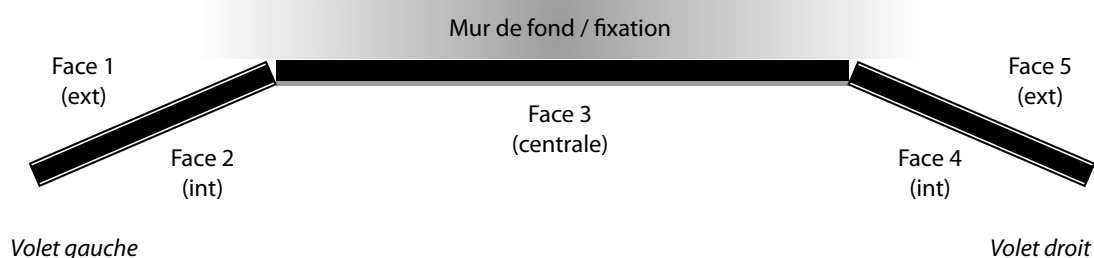 Mur de fond / fixation
Face 1
(ext)
Face 5
(ext)
Face 3
(centrale)
Face 2
(int)
Face 4
(int)
Volet gauche
Volet droit